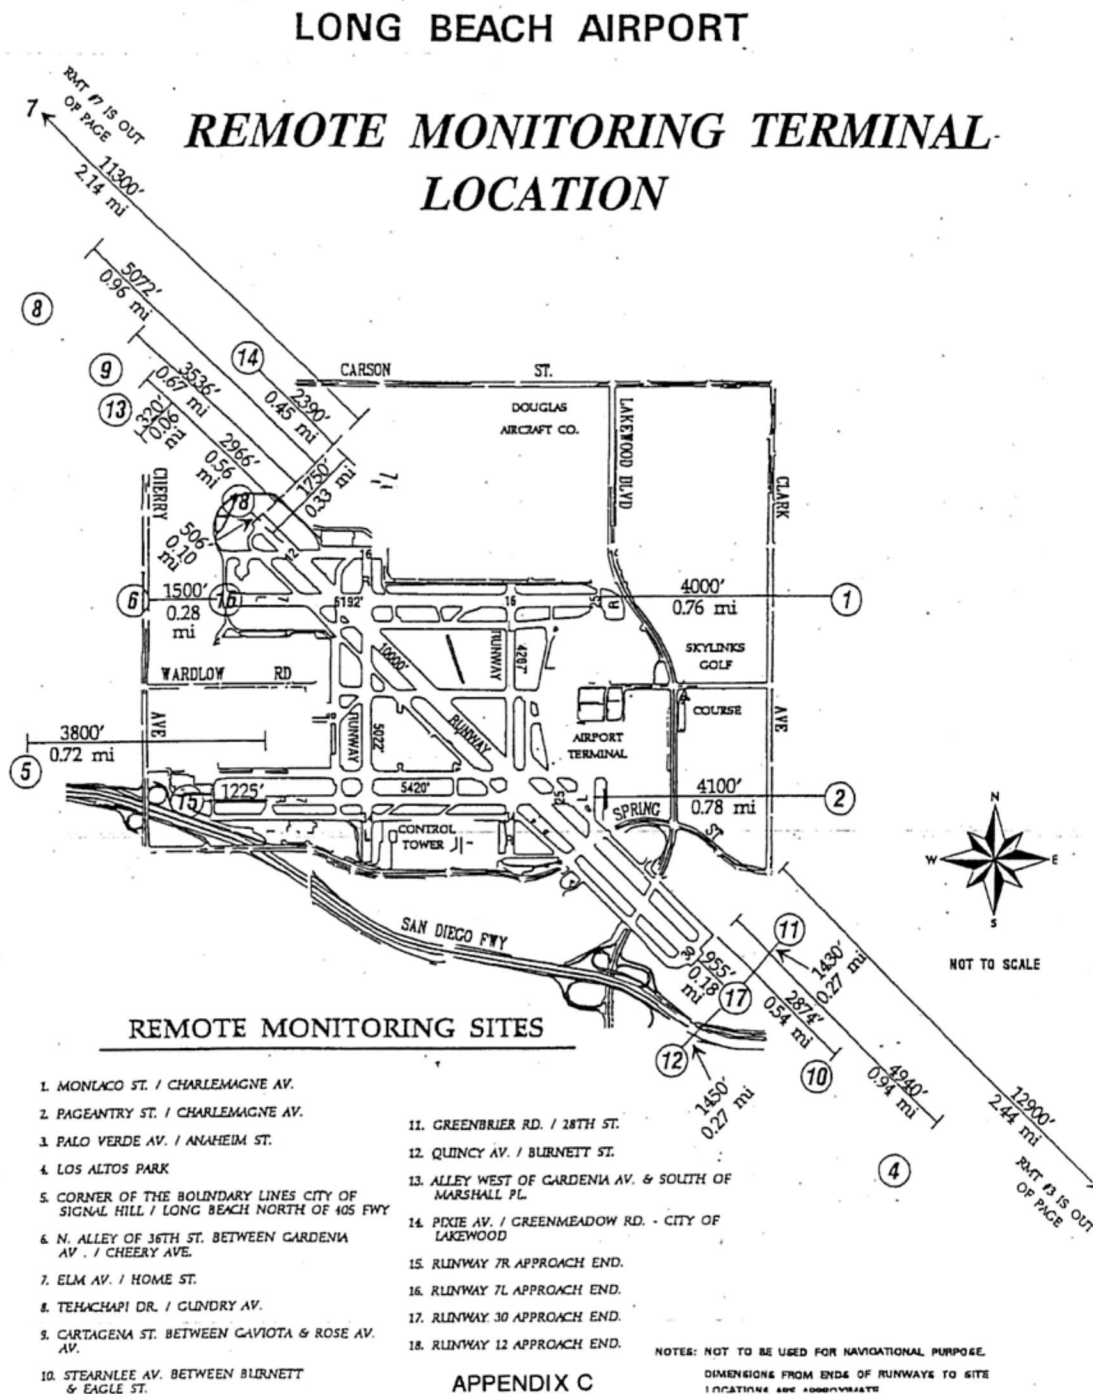 LONG BEACH AIRPORT
REMOTE MONITORING TERMINAL
LOCATION
7
RMT #7 IS OUT
OF PAGE
11300'
2.14 mi
5072'
0.96 mi
8
14
9
3536'
0.67 mi
13
320'
0.06
mi
2966'
0.56
mi
2390'
0.45 mi
1750'
0.33 mi
CARSON ST.
DOUGLAS
AIRCRAFT CO.
LAKEWOOD BLVD
CLARK
AVE
CHERRY
AVE
18
506'
0.10
mi
12
16
R
6
1500'
0.28
mi
16
7
L
5192'
16
L
25
R
4000'
0.76 mi
1
10000'
RUNWAY
4267'
SKYLINKS
GOLF
COURSE
WARDLOW RD
3800'
0.72 mi
5
RUNWAY
5022'
RUNWAY
AIRPORT
TERMINAL
15
1225'
5420'
25
L
4100'
0.78 mi
2
SPRING ST.
CONTROL
TOWER
L
R
SAN DIEGO FWY
N
W
E
S
NOT TO SCALE
30
955'
0.18
mi
17
11
1430'
0.27 mi
2874'
0.54 mi
12
1450'
0.27 mi
10
4940'
0.94 mi
4
12900'
2.44 mi
RMT #3 IS OUT
OF PAGE
REMOTE MONITORING SITES
1. MONLACO ST. / CHARLEMAGNE AV.
2. PAGEANTRY ST. / CHARLEMAGNE AV.
3. PALO VERDE AV. / ANAHEIM ST.
4. LOS ALTOS PARK
5. CORNER OF THE BOUNDARY LINES CITY OF
SIGNAL HILL / LONG BEACH NORTH OF 405 FWY
6. N. ALLEY OF 36TH ST. BETWEEN GARDENIA
AV . / CHEERY AVE.
7. ELM AV. / HOME ST.
8. TEHACHAPI DR. / GUNDRY AV.
9. CARTAGENA ST. BETWEEN GAVIOTA & ROSE AV.
AV.
10. STEARNLEE AV. BETWEEN BURNETT
& EAGLE ST.
11. GREENBRIER RD. / 28TH ST.
12. QUINCY AV. / BURNETT ST.
13. ALLEY WEST OF GARDENIA AV. & SOUTH OF
MARSHALL PL.
14. PIXIE AV. / GREENMEADOW RD. - CITY OF
LAKEWOOD
15. RUNWAY 7R APPROACH END.
16. RUNWAY 7L APPROACH END.
17. RUNWAY 30 APPROACH END.
18. RUNWAY 12 APPROACH END.
NOTES: NOT TO BE USED FOR NAVIGATIONAL PURPOSE.
DIMENSIONS FROM ENDS OF RUNWAYS TO SITE
LOCATIONS ARE APPROXIMATE
APPENDIX C